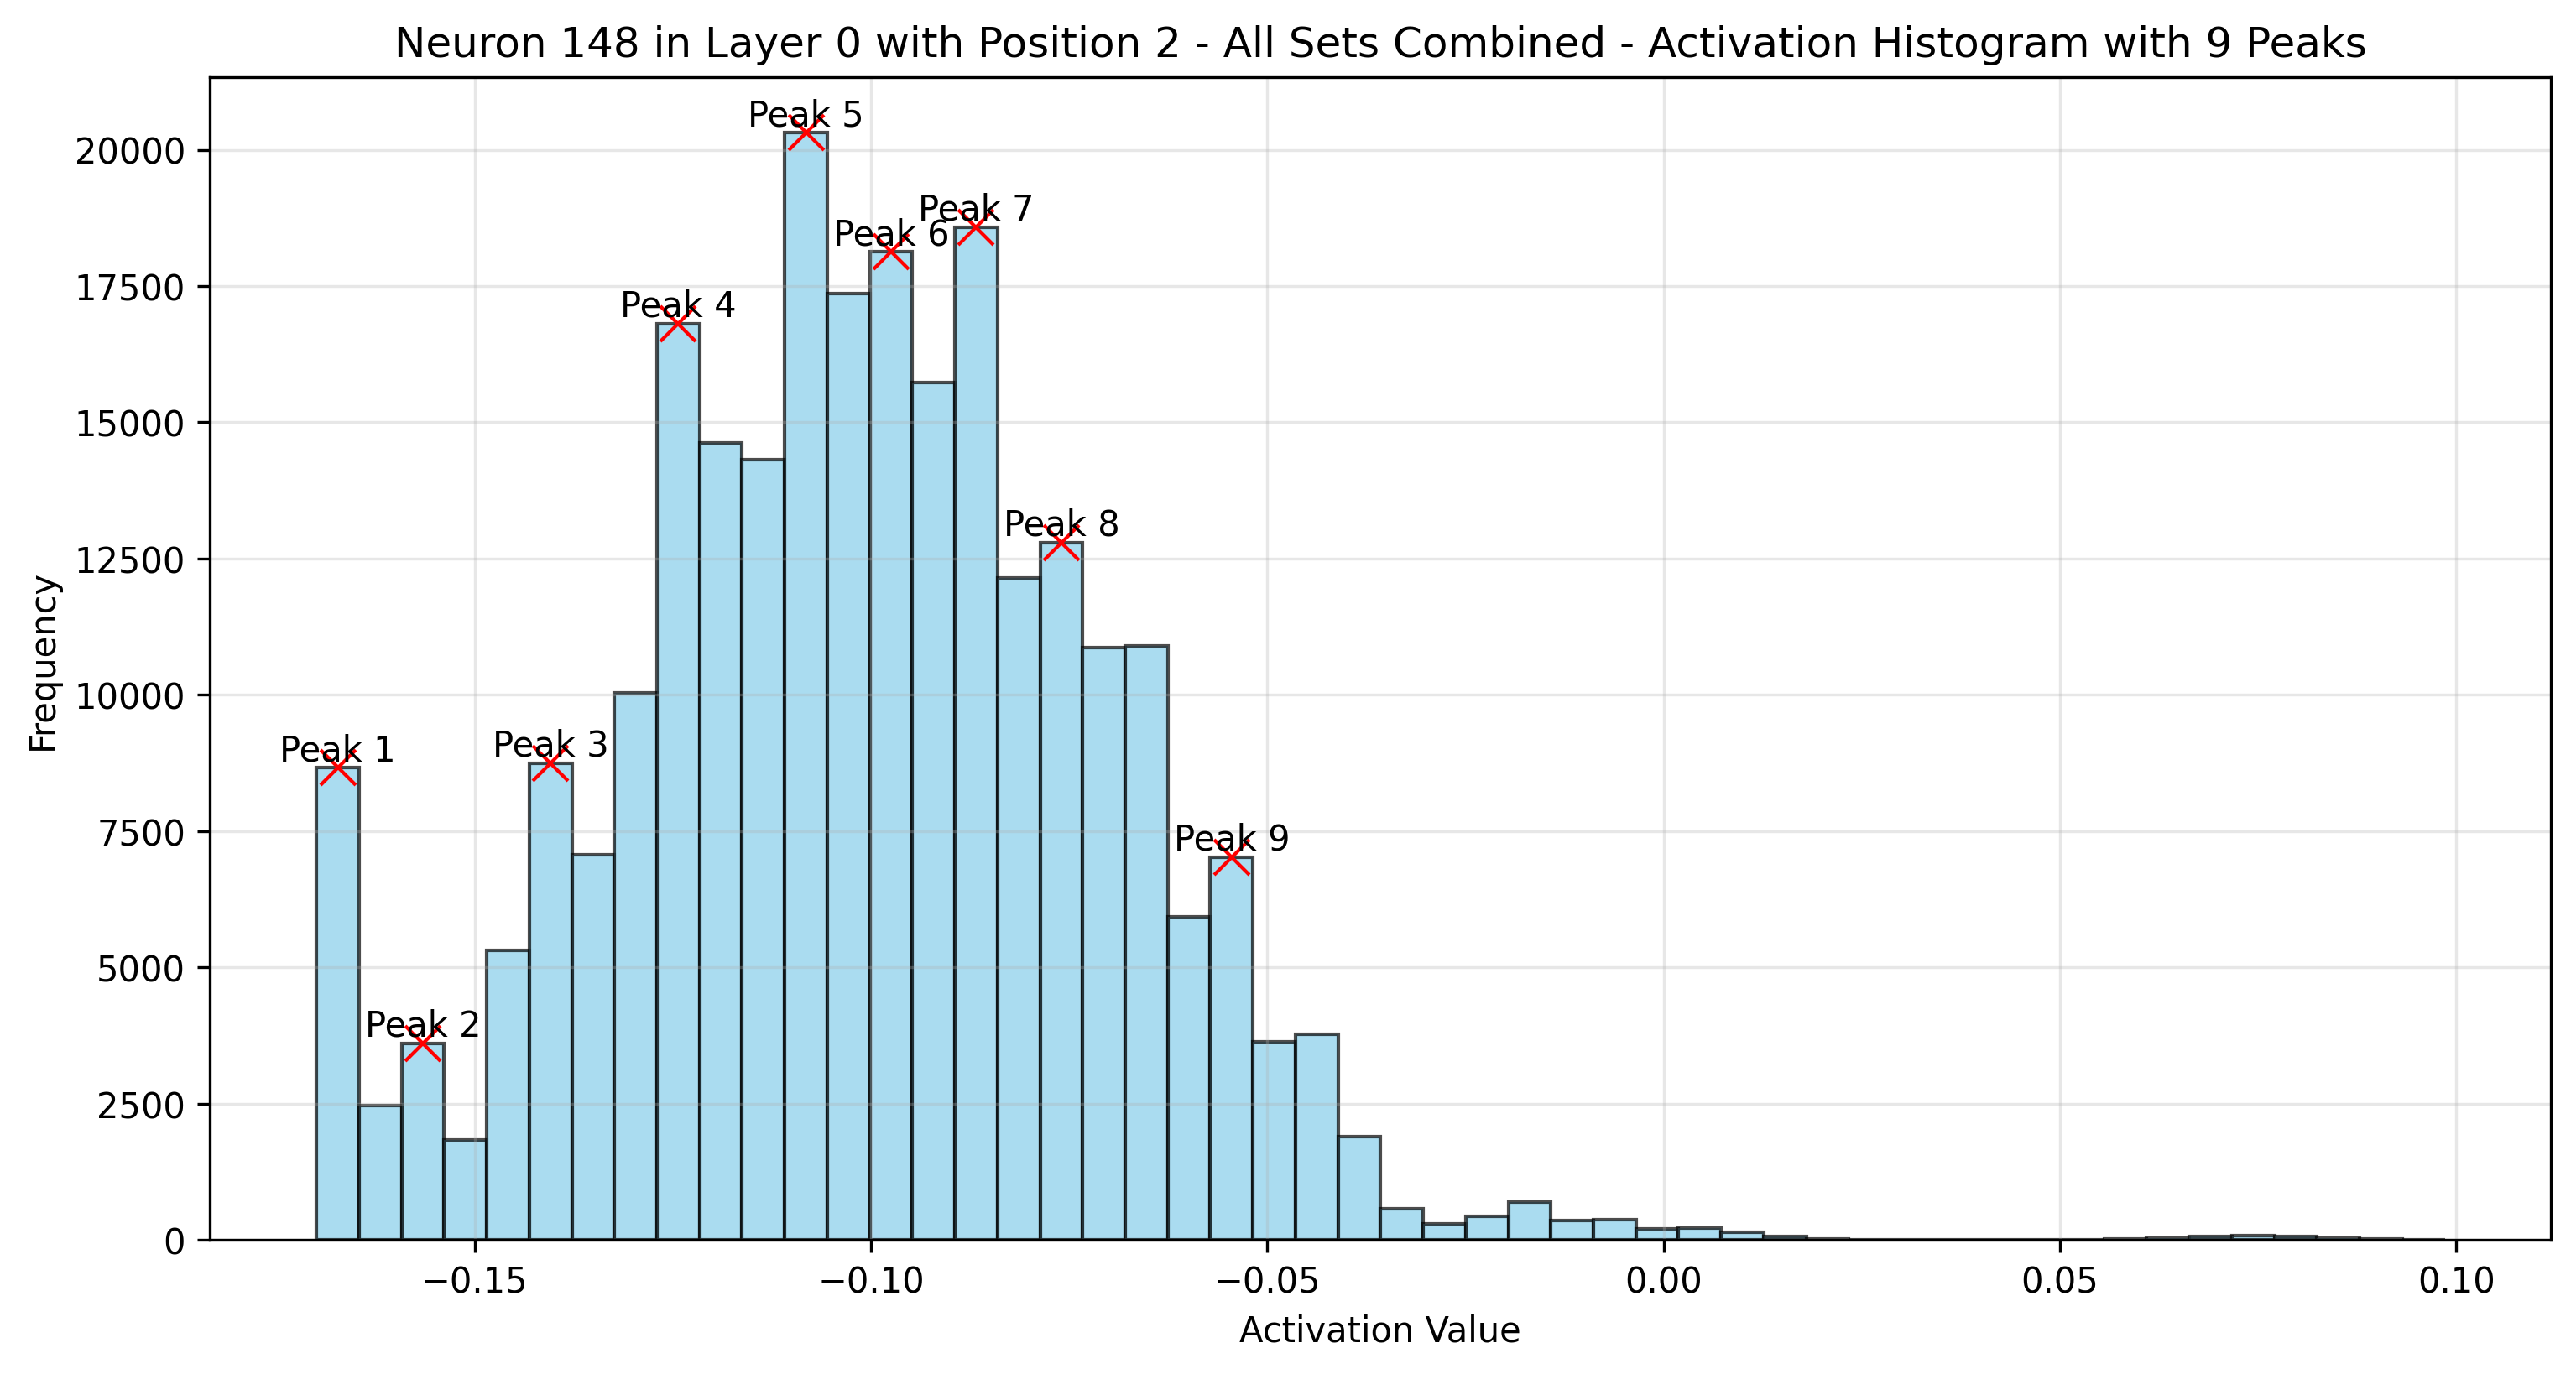 Neuron 148 in Layer 0 with Position 2 - All Sets Combined - Activation Histogram with 9 Peaks
Frequency
20000
17500
15000
12500
10000
7500
5000
2500
0
Peak 1
Peak 2
Peak 3
Peak 4
Peak 5
Peak 6
Peak 7
Peak 8
Peak 9
−0.15
−0.10
−0.05
0.00
0.05
0.10
Activation Value